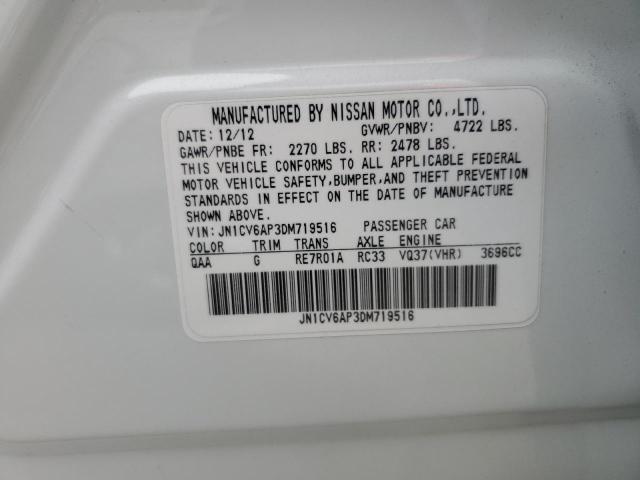 MANUFACTURED BY NISSAN MOTOR CO.,LTD.
DATE: 12/12 GVWR/PNBV: 4722 LBS.
GAWR/PNBE FR: 2270 LBS. RR: 2478 LBS.
THIS VEHICLE CONFORMS TO ALL APPLICABLE FEDERAL
MOTOR VEHICLE SAFETY,BUMPER,AND THEFT PREVENTION
STANDARDS IN EFFECT ON THE DATE OF MANUFACTURE
SHOWN ABOVE.
VIN: JN1CV6AP3DM719516 PASSENGER CAR
COLOR TRIM TRANS AXLE ENGINE
QAA G RE7R01A RC33 VQ37(VHR) 3696CC
JN1CV6AP3DM719516